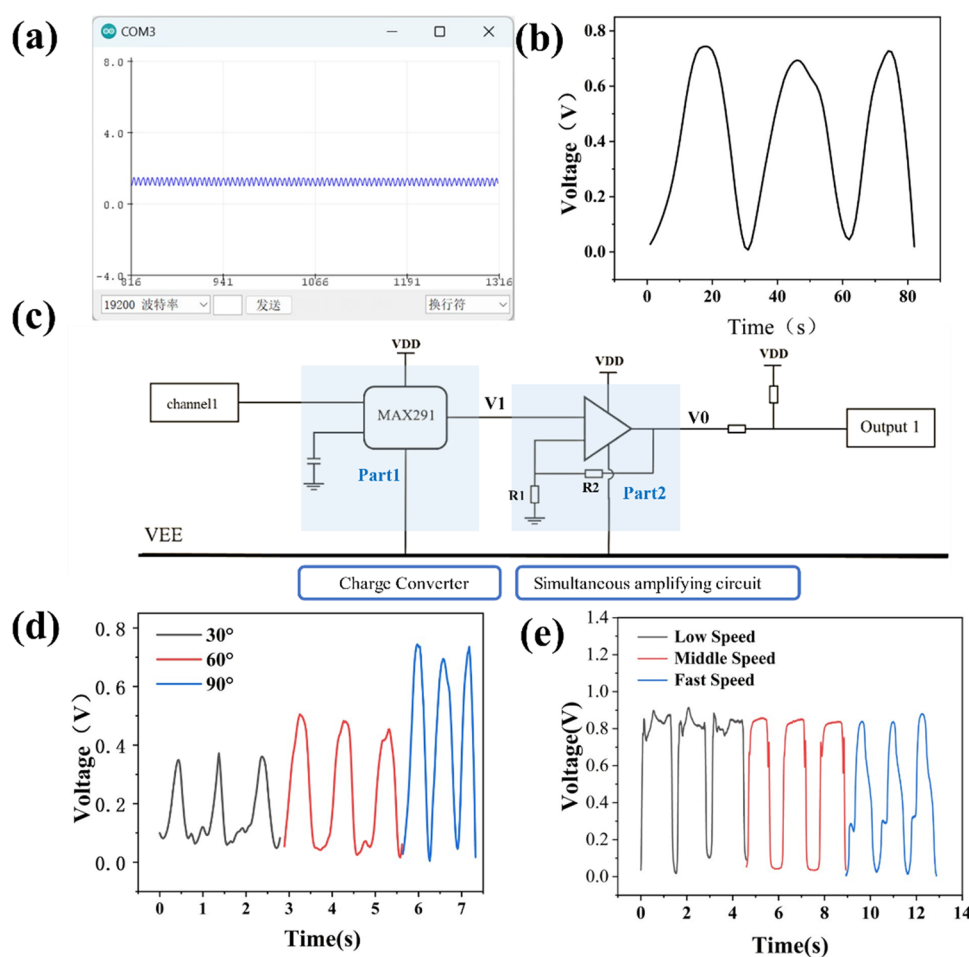 (a)
COM3
8.0
4.0
0.0
-4.0
816 941 1066 1191 1316
19200 波特率 发送 换行符
(b)
0.8
0.6
0.4
0.2
0.0
Voltage（V）
0 20 40 60 80
Time（s）
(c)
VDD
VDD
VDD
channel1
MAX291
V1
V0
Output 1
Part1
R1
R2
Part2
VEE
Charge Converter
Simultaneous amplifying circuit
(d)
30°
60°
90°
0.8
0.6
0.4
0.2
0.0
Voltage（V）
0 1 2 3 4 5 6 7
Time(s)
(e)
Low Speed
Middle Speed
Fast Speed
1.4
1.2
1.0
0.8
0.6
0.4
0.2
0.0
Voltage(V)
0 2 4 6 8 10 12 14
Time(s)